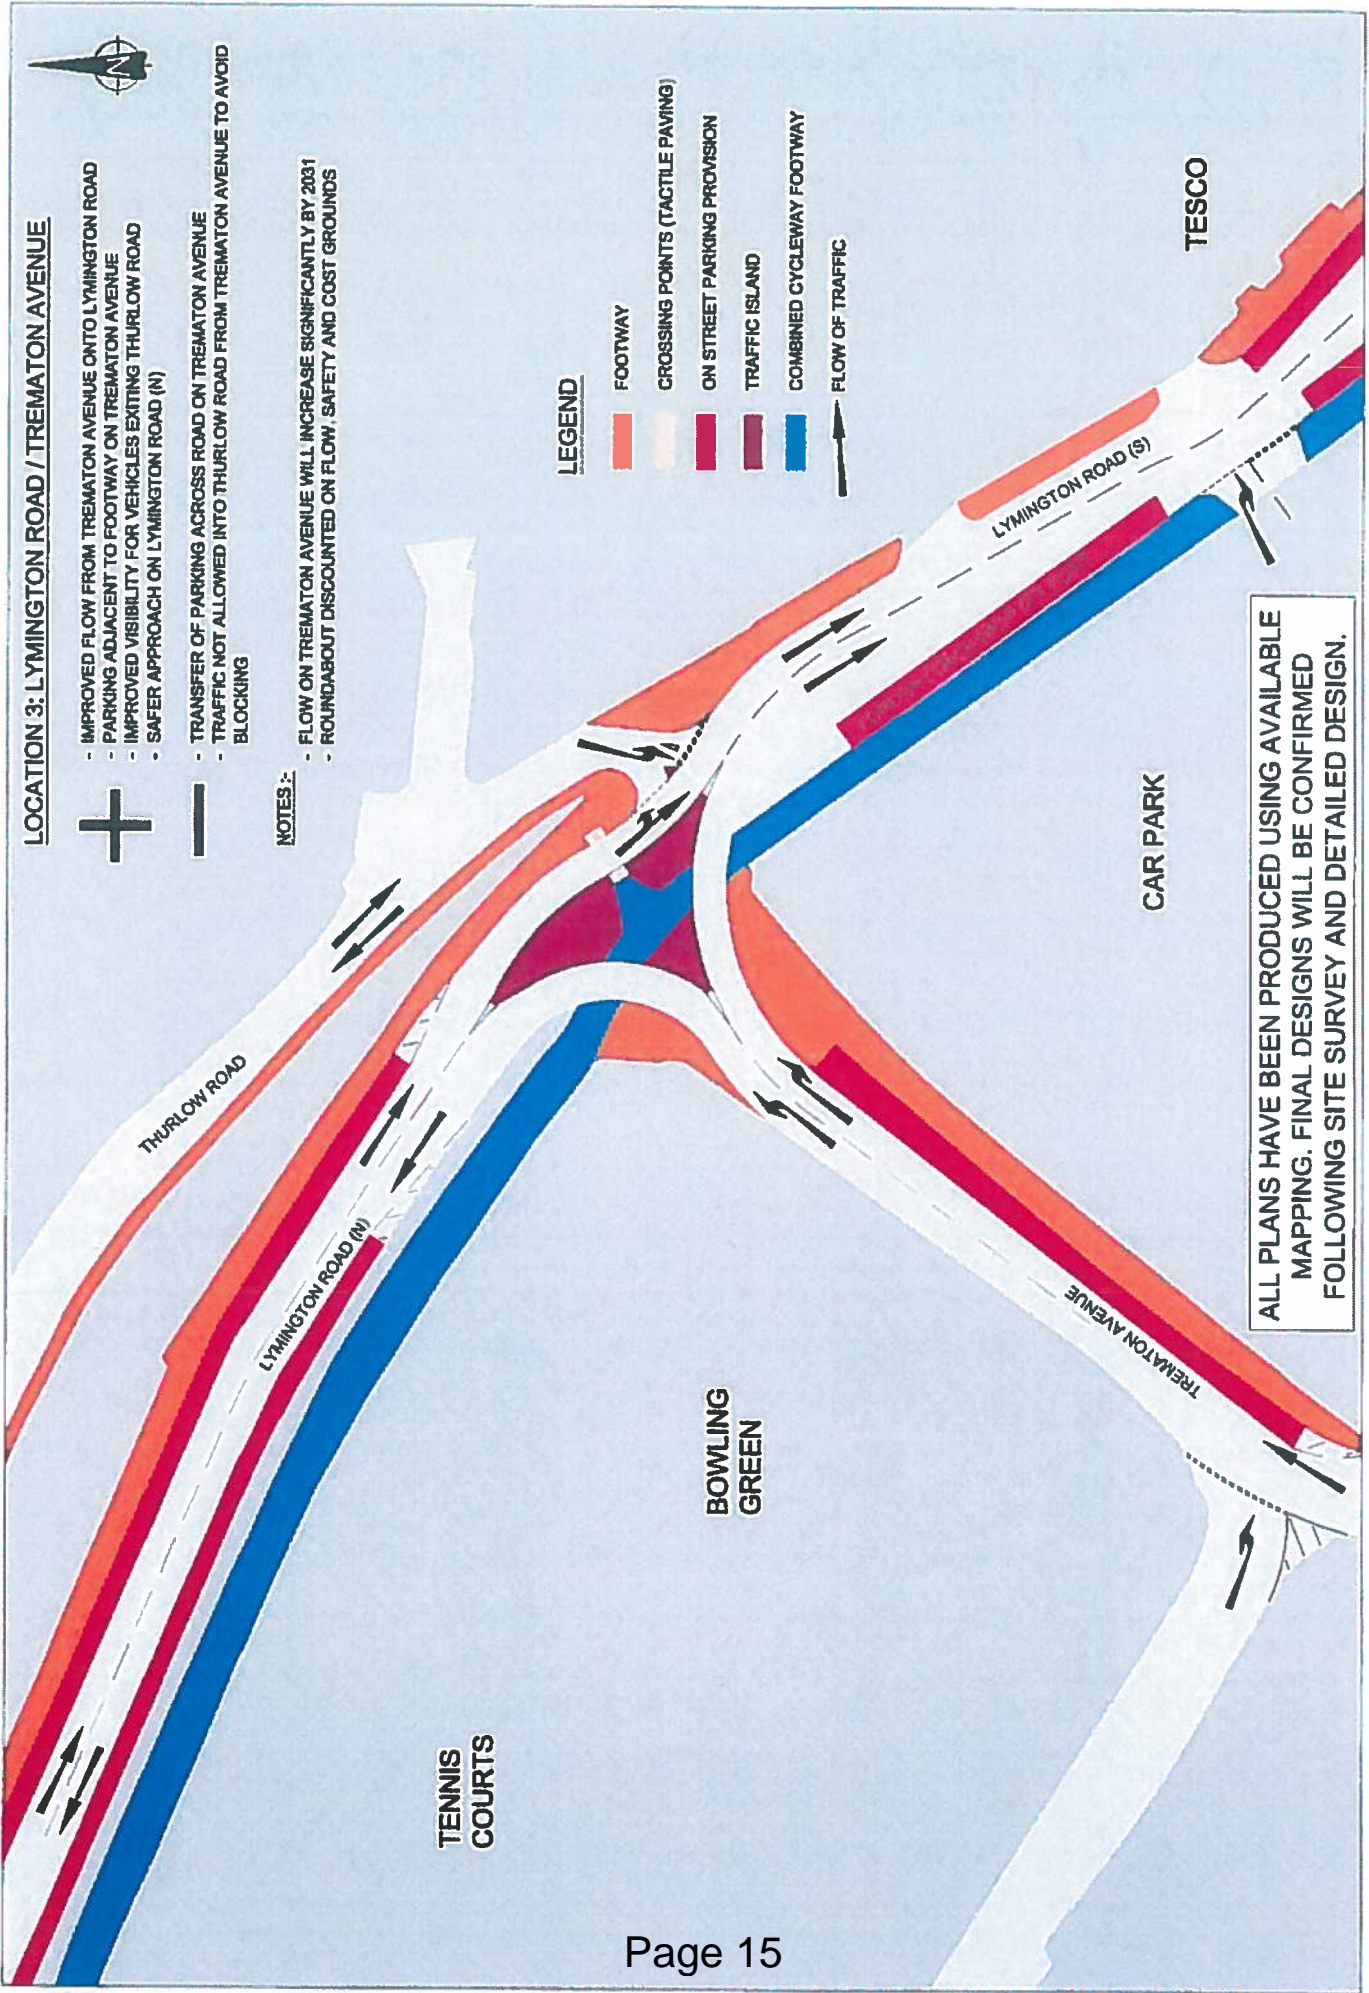 LOCATION 3: LYMINGTON ROAD / TREMATON AVENUE
N
- IMPROVED FLOW FROM TREMATON AVENUE ONTO LYMINGTON ROAD
- PARKING ADJACENT TO FOOTWAY ON TREMATON AVENUE
- IMPROVED VISIBILITY FOR VEHICLES EXITING THURLOW ROAD
- SAFER APPROACH ON LYMINGTON ROAD (N)
- TRANSFER OF PARKING ACROSS ROAD ON TREMATON AVENUE
- TRAFFIC NOT ALLOWED INTO THURLOW ROAD FROM TREMATON AVENUE TO AVOID
BLOCKING
NOTES :-
- FLOW ON TREMATON AVENUE WILL INCREASE SIGNIFICANTLY BY 2031
- ROUNDABOUT DISCOUNTED ON FLOW, SAFETY AND COST GROUNDS
LEGEND
FOOTWAY
CROSSING POINTS (TACTILE PAVING)
ON STREET PARKING PROVISION
TRAFFIC ISLAND
COMBINED CYCLEWAY FOOTWAY
FLOW OF TRAFFIC
THURLOW ROAD
LYMINGTON ROAD (N)
LYMINGTON ROAD (S)
TESCO
TENNIS
COURTS
BOWLING
GREEN
CAR PARK
TREMATON AVENUE
ALL PLANS HAVE BEEN PRODUCED USING AVAILABLE
MAPPING. FINAL DESIGNS WILL BE CONFIRMED
FOLLOWING SITE SURVEY AND DETAILED DESIGN.
Page 15